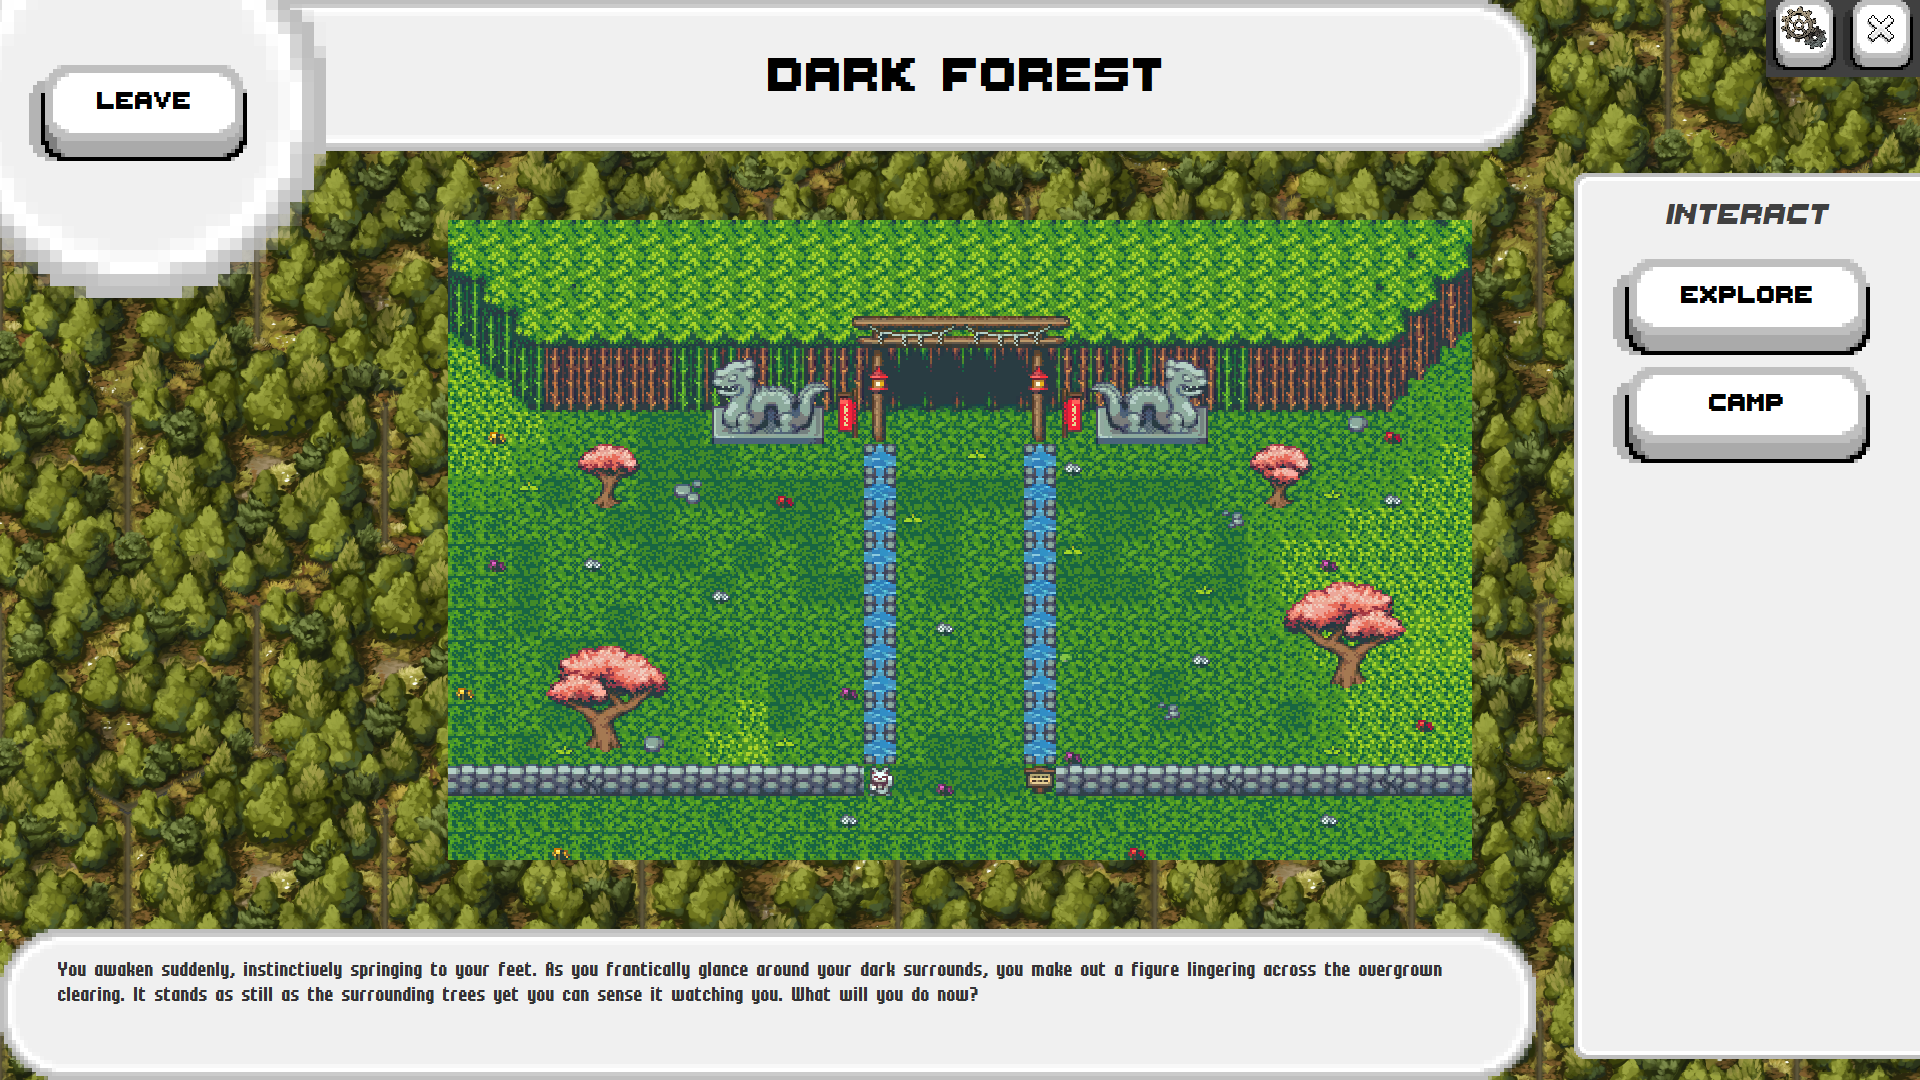 LEAVE
DARK FOREST
INTERACT
EXPLORE
CAMP
You awaken suddenly, instinctively springing to your feet. As you frantically glance around your dark surrounds, you make out a figure lingering across the overgrown
clearing. It stands as still as the surrounding trees yet you can sense it watching you. What will you do now?